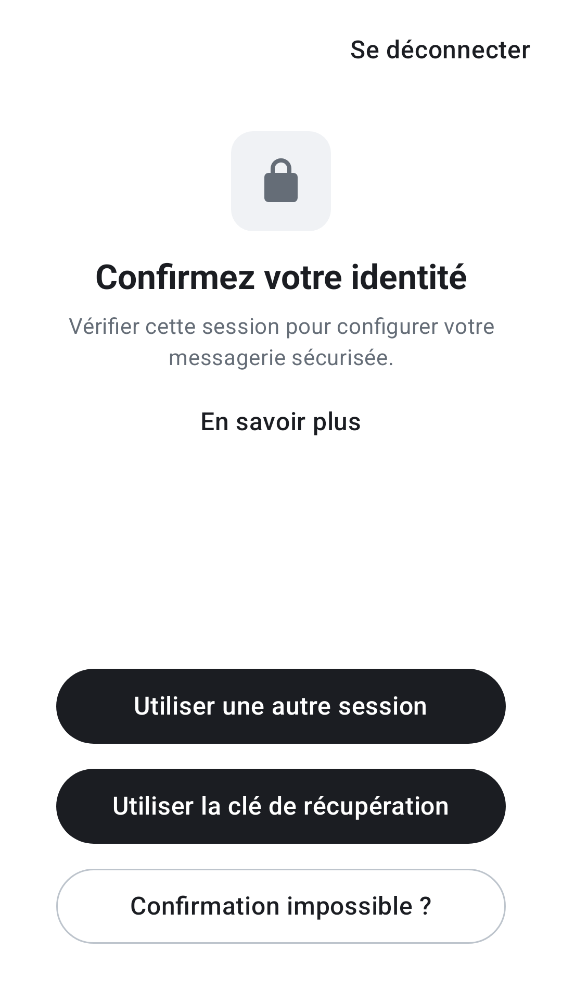 Se déconnecter
Confirmez votre identité
Vérifier cette session pour configurer votre
messagerie sécurisée.
En savoir plus
Utiliser une autre session
Utiliser la clé de récupération
Confirmation impossible ?